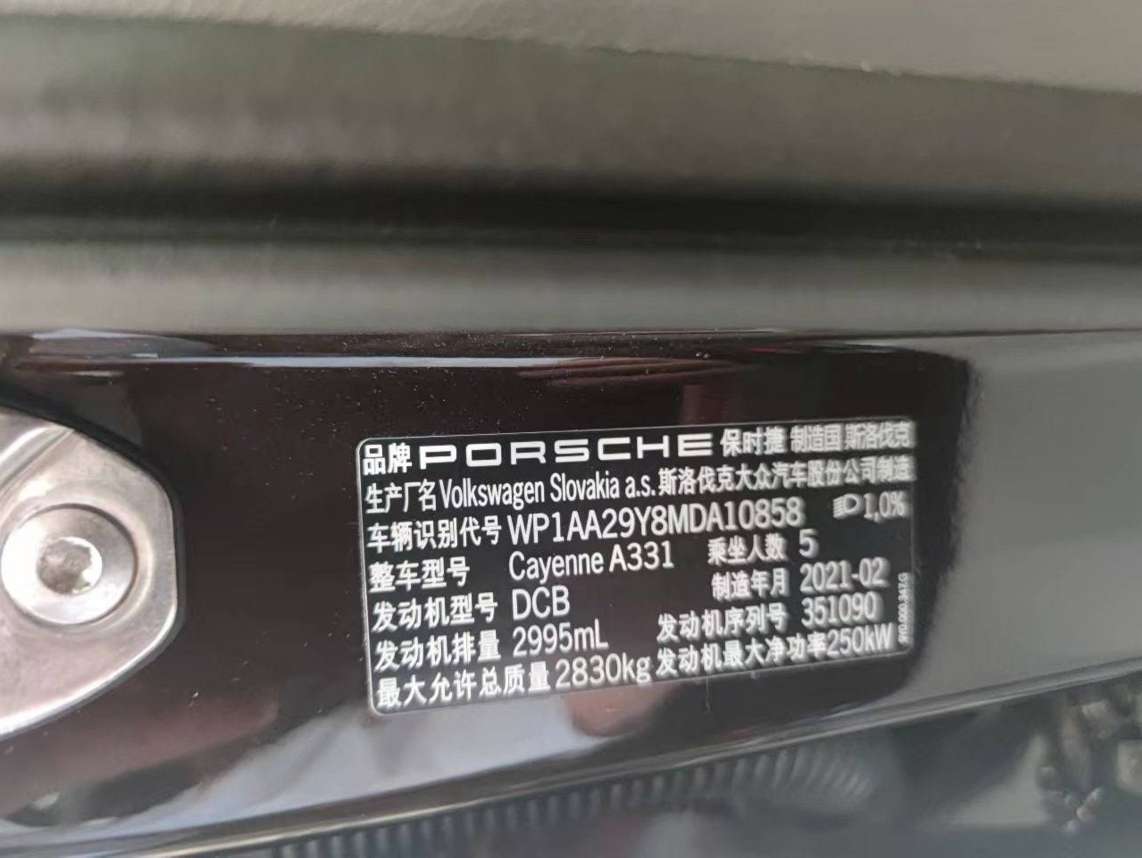 品牌 PORSCHE 保时捷 制造国 斯洛伐克
生产厂名 Volkswagen Slovakia a.s. 斯洛伐克大众汽车股份公司制造
车辆识别代号 WP1AA29Y8MDA10858 1,0%
整车型号 Cayenne A331 乘坐人数 5
发动机型号 DCB 制造年月 2021-02
发动机排量 2995mL 发动机序列号 351090
最大允许总质量 2830kg 发动机最大净功率 250kW